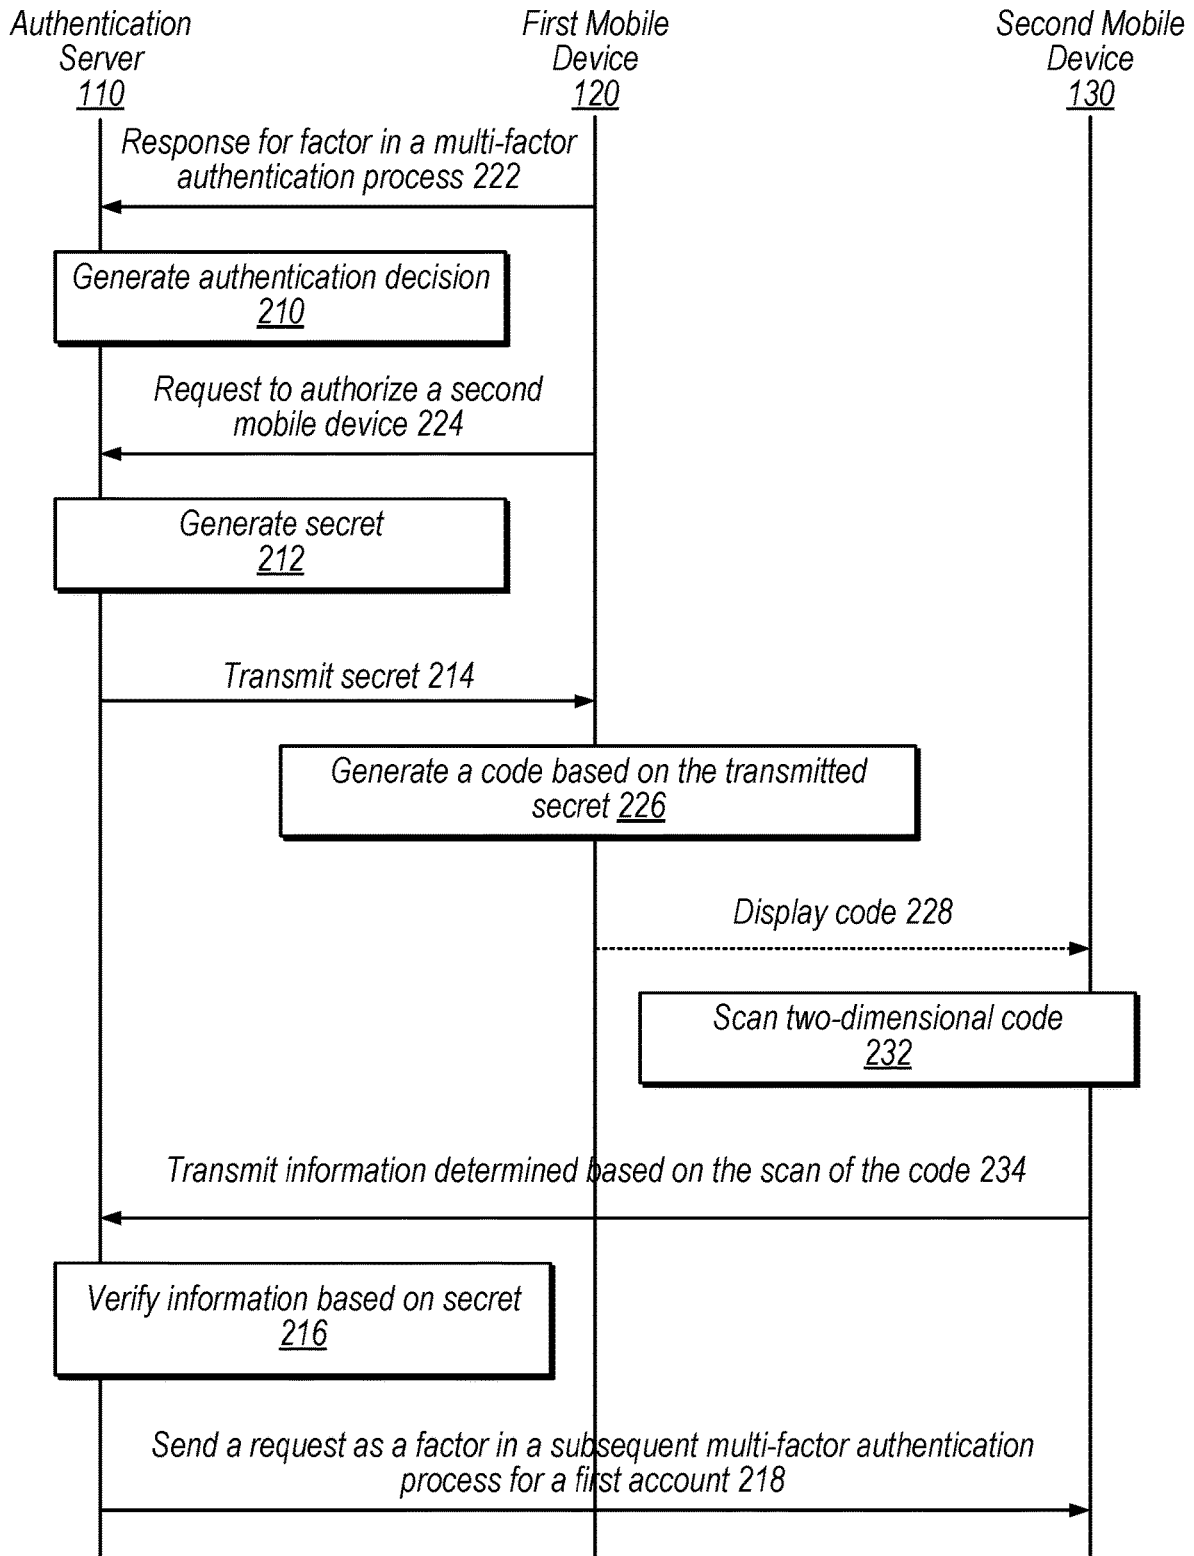 Authentication
Server
110
First Mobile
Device
120
Second Mobile
Device
130
Response for factor in a multi-factor
authentication process 222
Generate authentication decision
210
Request to authorize a second
mobile device 224
Generate secret
212
Transmit secret 214
Generate a code based on the transmitted
secret 226
Display code 228
Scan two-dimensional code
232
Transmit information determined based on the scan of the code 234
Verify information based on secret
216
Send a request as a factor in a subsequent multi-factor authentication
process for a first account 218